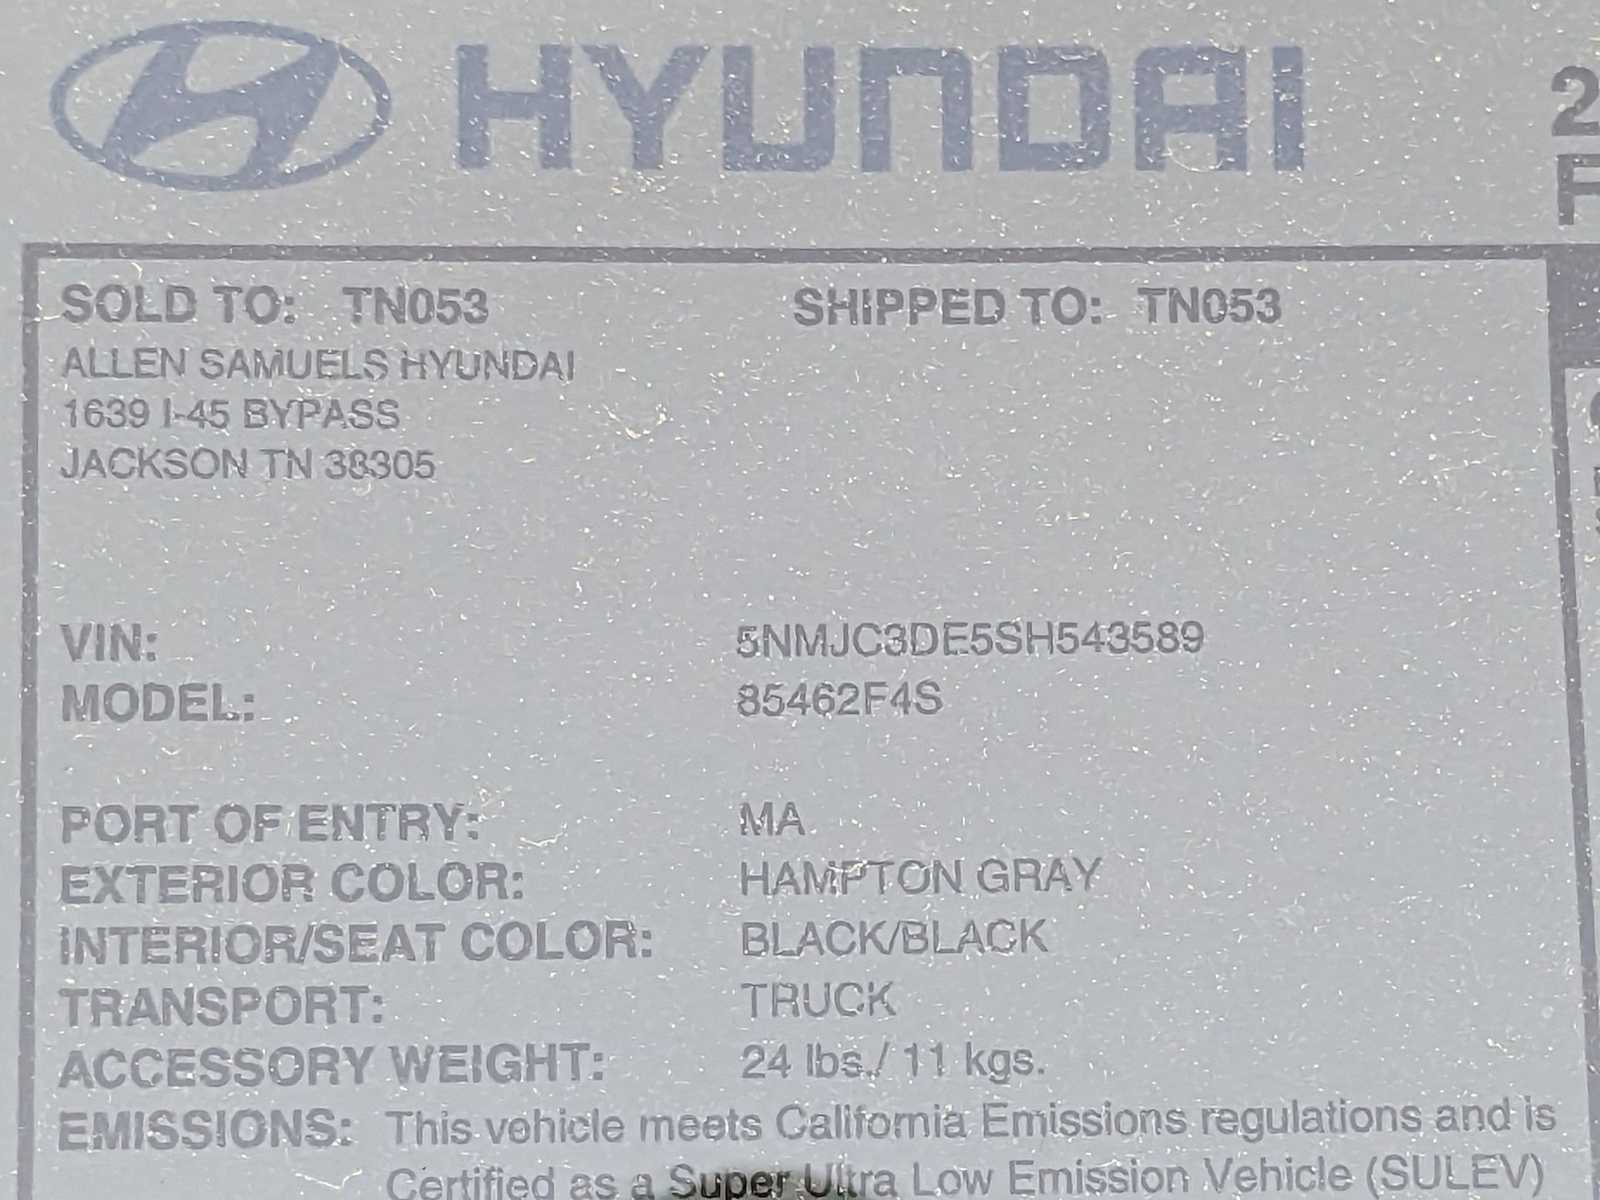 HYUNDAI
SOLD TO: TN053 SHIPPED TO: TN053
ALLEN SAMUELS HYUNDAI
1639 I-45 BYPASS
JACKSON TN 38305
VIN: 5NMJC3DE5SH543589
MODEL: 85462F4S
PORT OF ENTRY: MA
EXTERIOR COLOR: HAMPTON GRAY
INTERIOR/SEAT COLOR: BLACK/BLACK
TRANSPORT: TRUCK
ACCESSORY WEIGHT: 24 lbs./ 11 kgs.
EMISSIONS: This vehicle meets California Emissions regulations and is
Certified as a Super Ultra Low Emission Vehicle (SULEV)